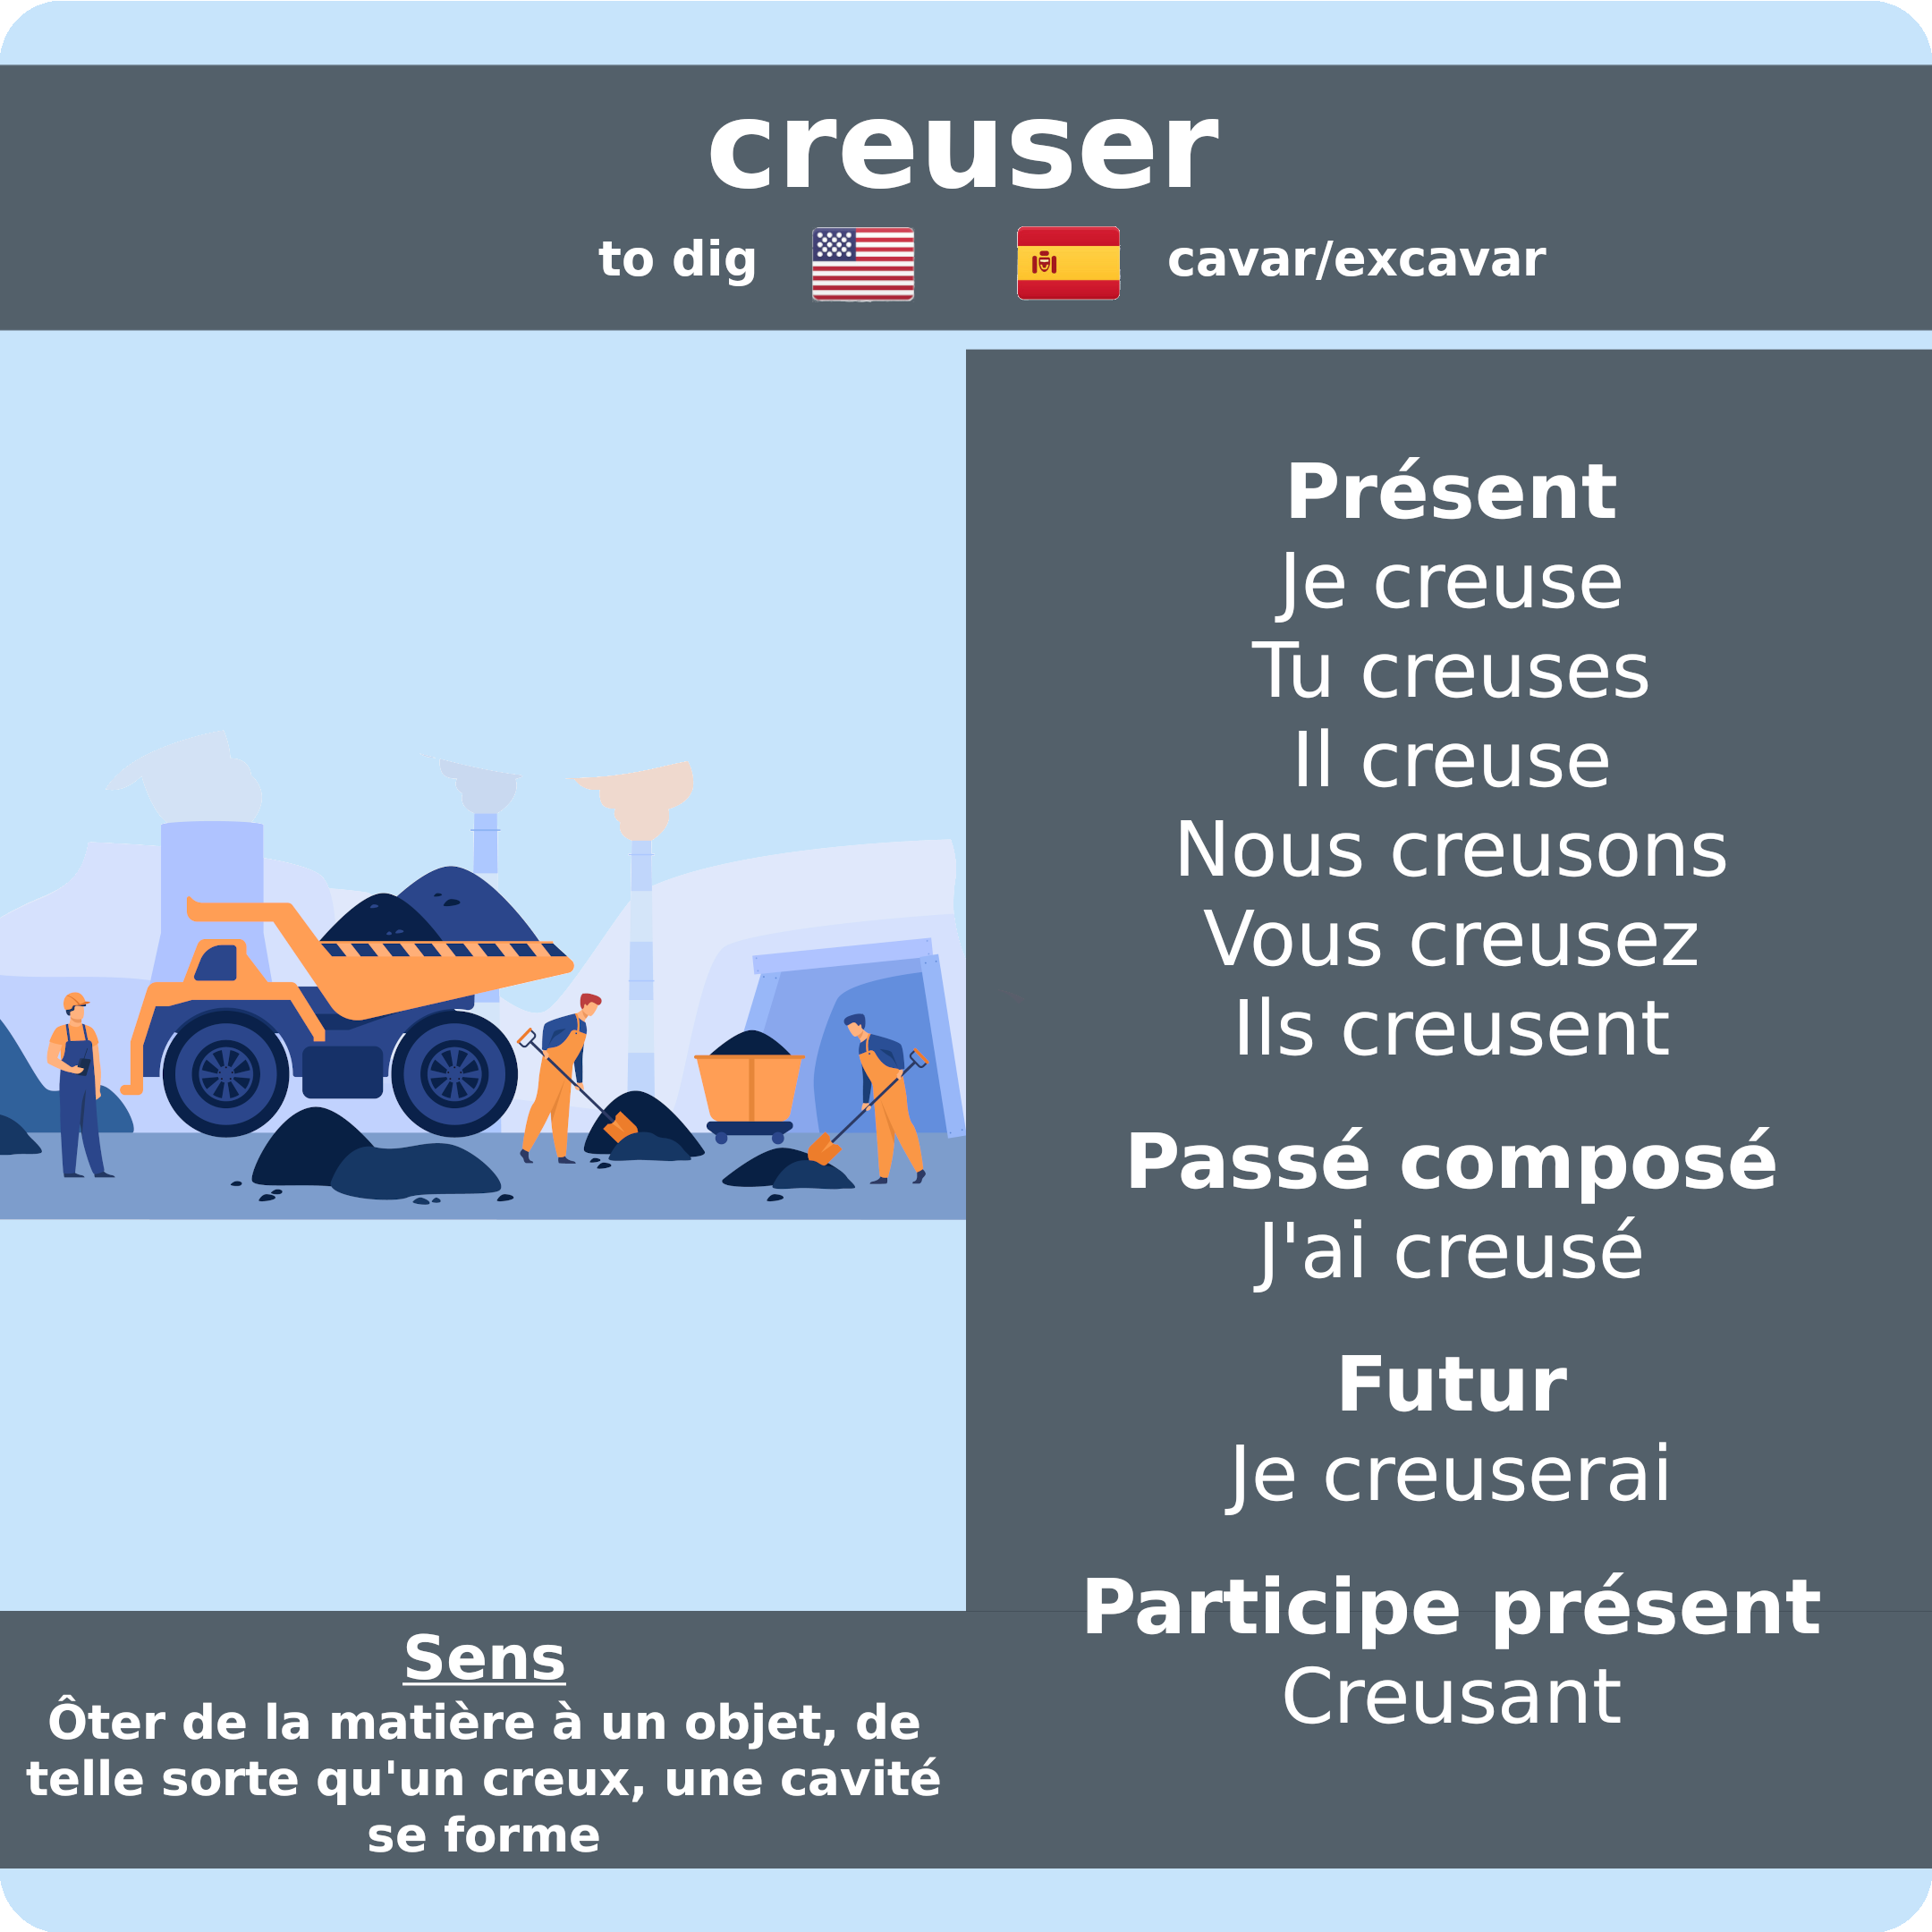 creuser
to dig
cavar/excavar
Présent
Je creuse
Tu creuses
Il creuse
Nous creusons
Vous creusez
Ils creusent
Passé composé
J'ai creusé
Futur
Je creuserai
Participe présent
Creusant
Sens
Ôter de la matière à un objet, de
telle sorte qu'un creux, une cavité
se forme